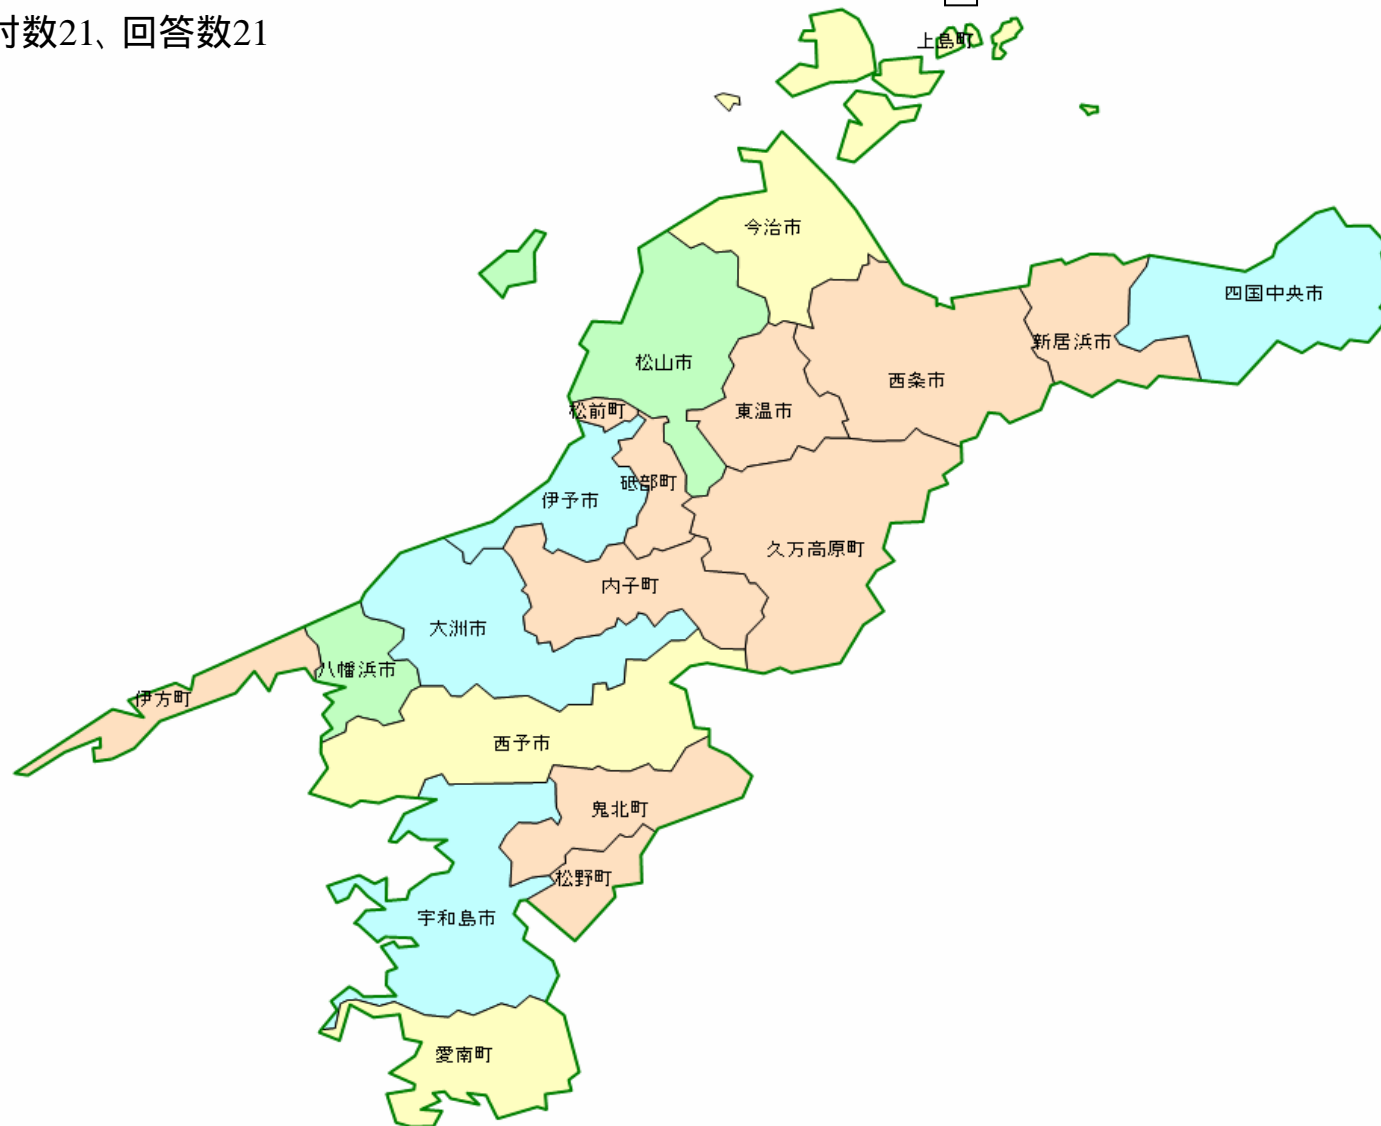 付数21、回答数21
上島町
今治市
四国中央市
新居浜市
松山市
西条市
松前町
東温市
砥部町
伊予市
久万高原町
内子町
大洲市
八幡浜市
伊方町
西予市
鬼北町
松野町
宇和島市
愛南町